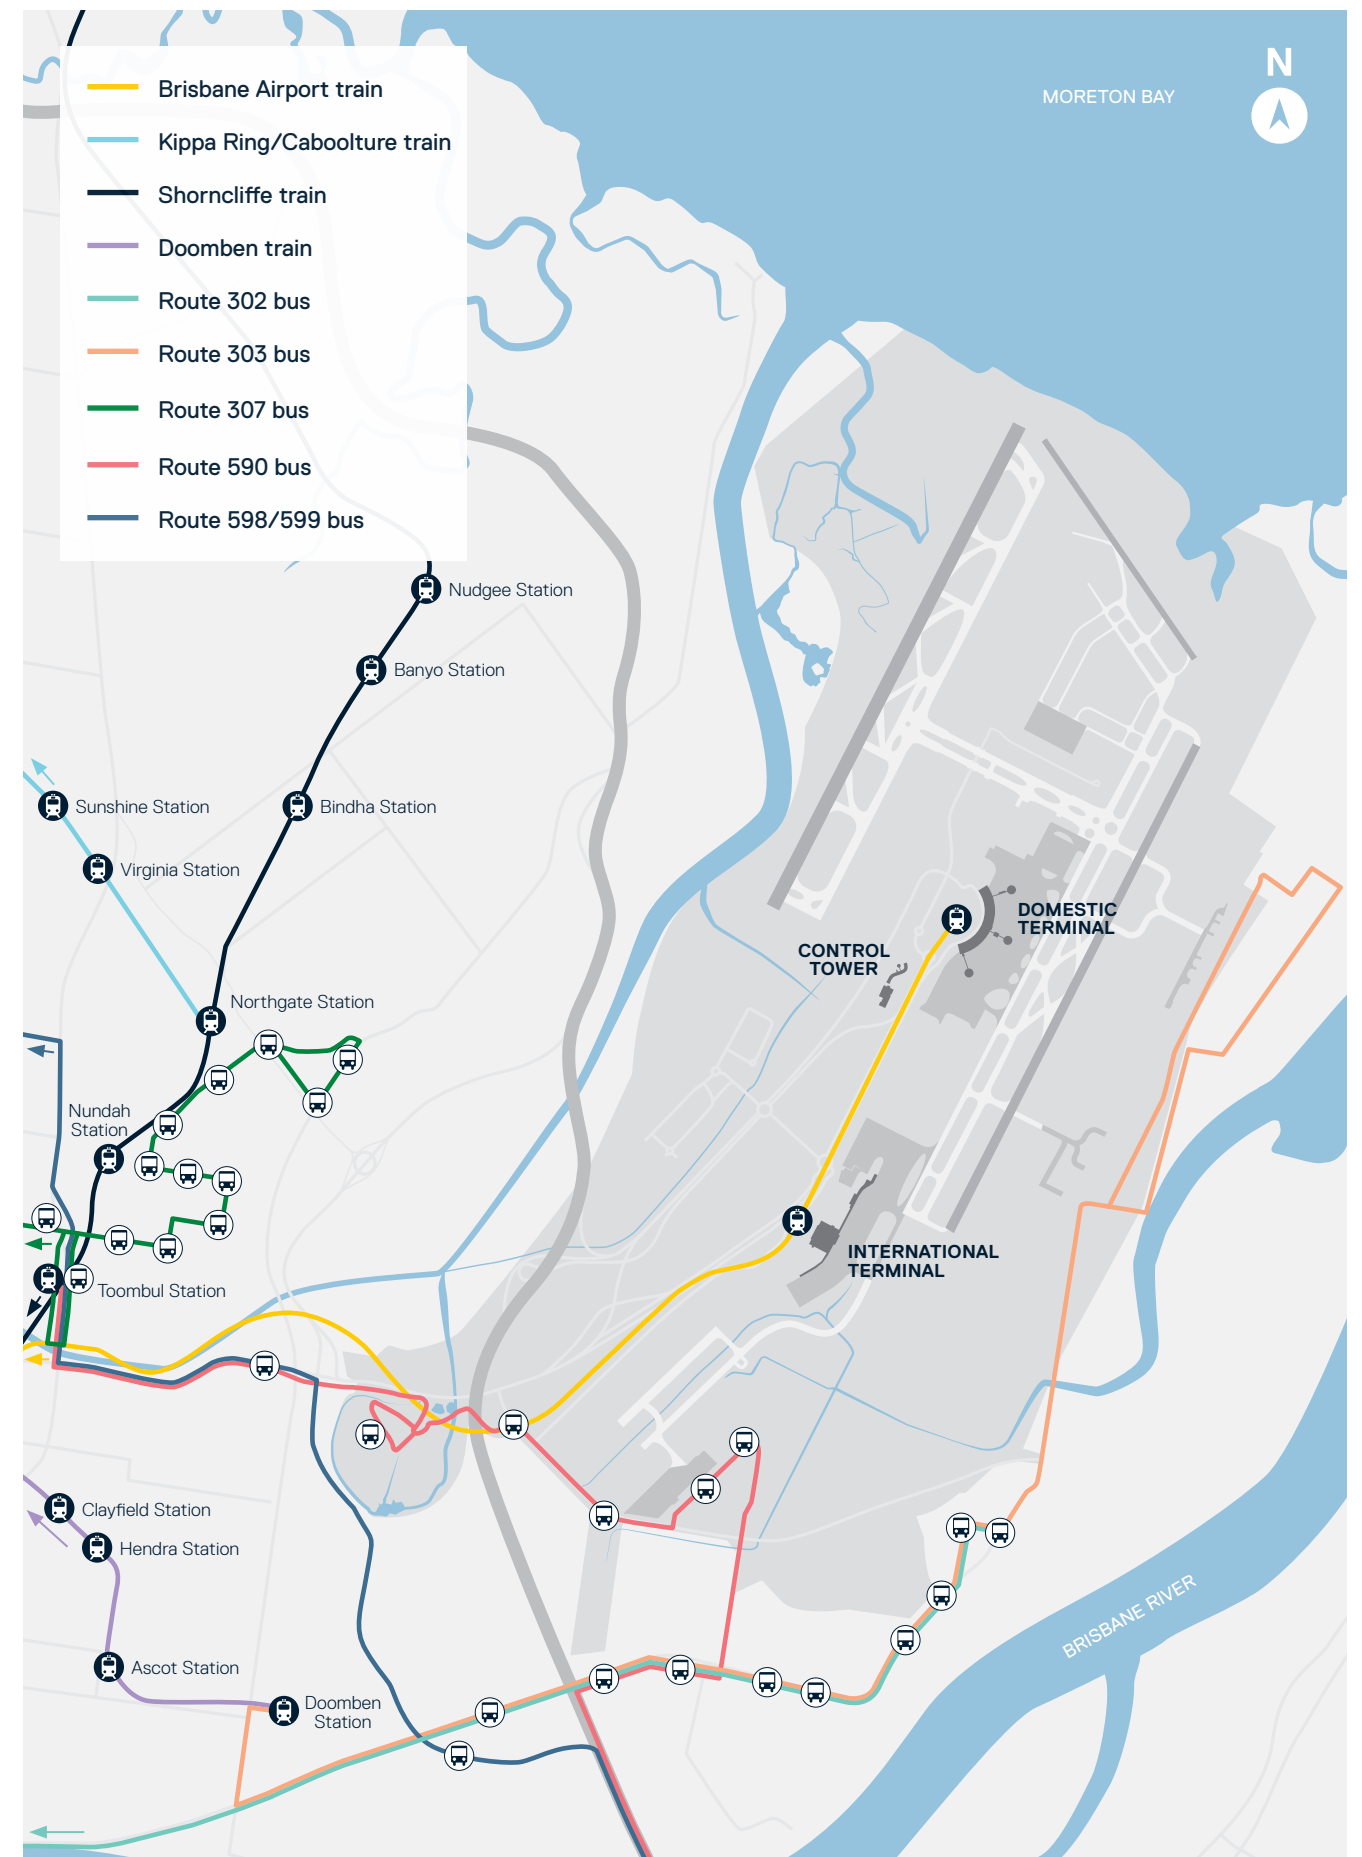 N
MORETON BAY
Brisbane Airport train
Kippa Ring/Caboolture train
Shorncliffe train
Doomben train
Route 302 bus
Route 303 bus
Route 307 bus
Route 590 bus
Route 598/599 bus
Nudgee Station
Banyo Station
Sunshine Station
Bindha Station
Virginia Station
DOMESTIC
TERMINAL
CONTROL
TOWER
Northgate Station
Nundah
Station
INTERNATIONAL
TERMINAL
Toombul Station
Clayfield Station
Hendra Station
BRISBANE RIVER
Ascot Station
Doomben
Station